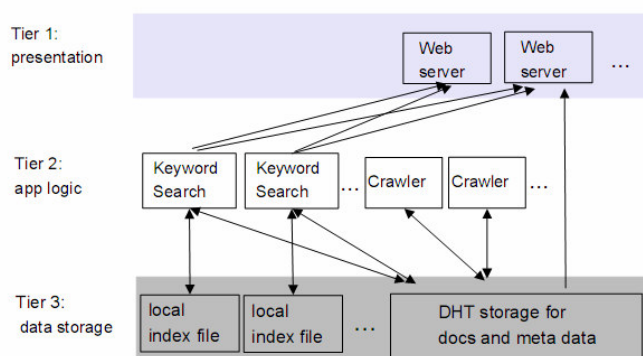 Tier 1:
presentation
Web
server
Web
server
...
Tier 2:
app logic
Keyword
Search
Keyword
Search
...
Crawler
Crawler
...
Tier 3:
data storage
local
index file
local
index file
...
DHT storage for
docs and meta data